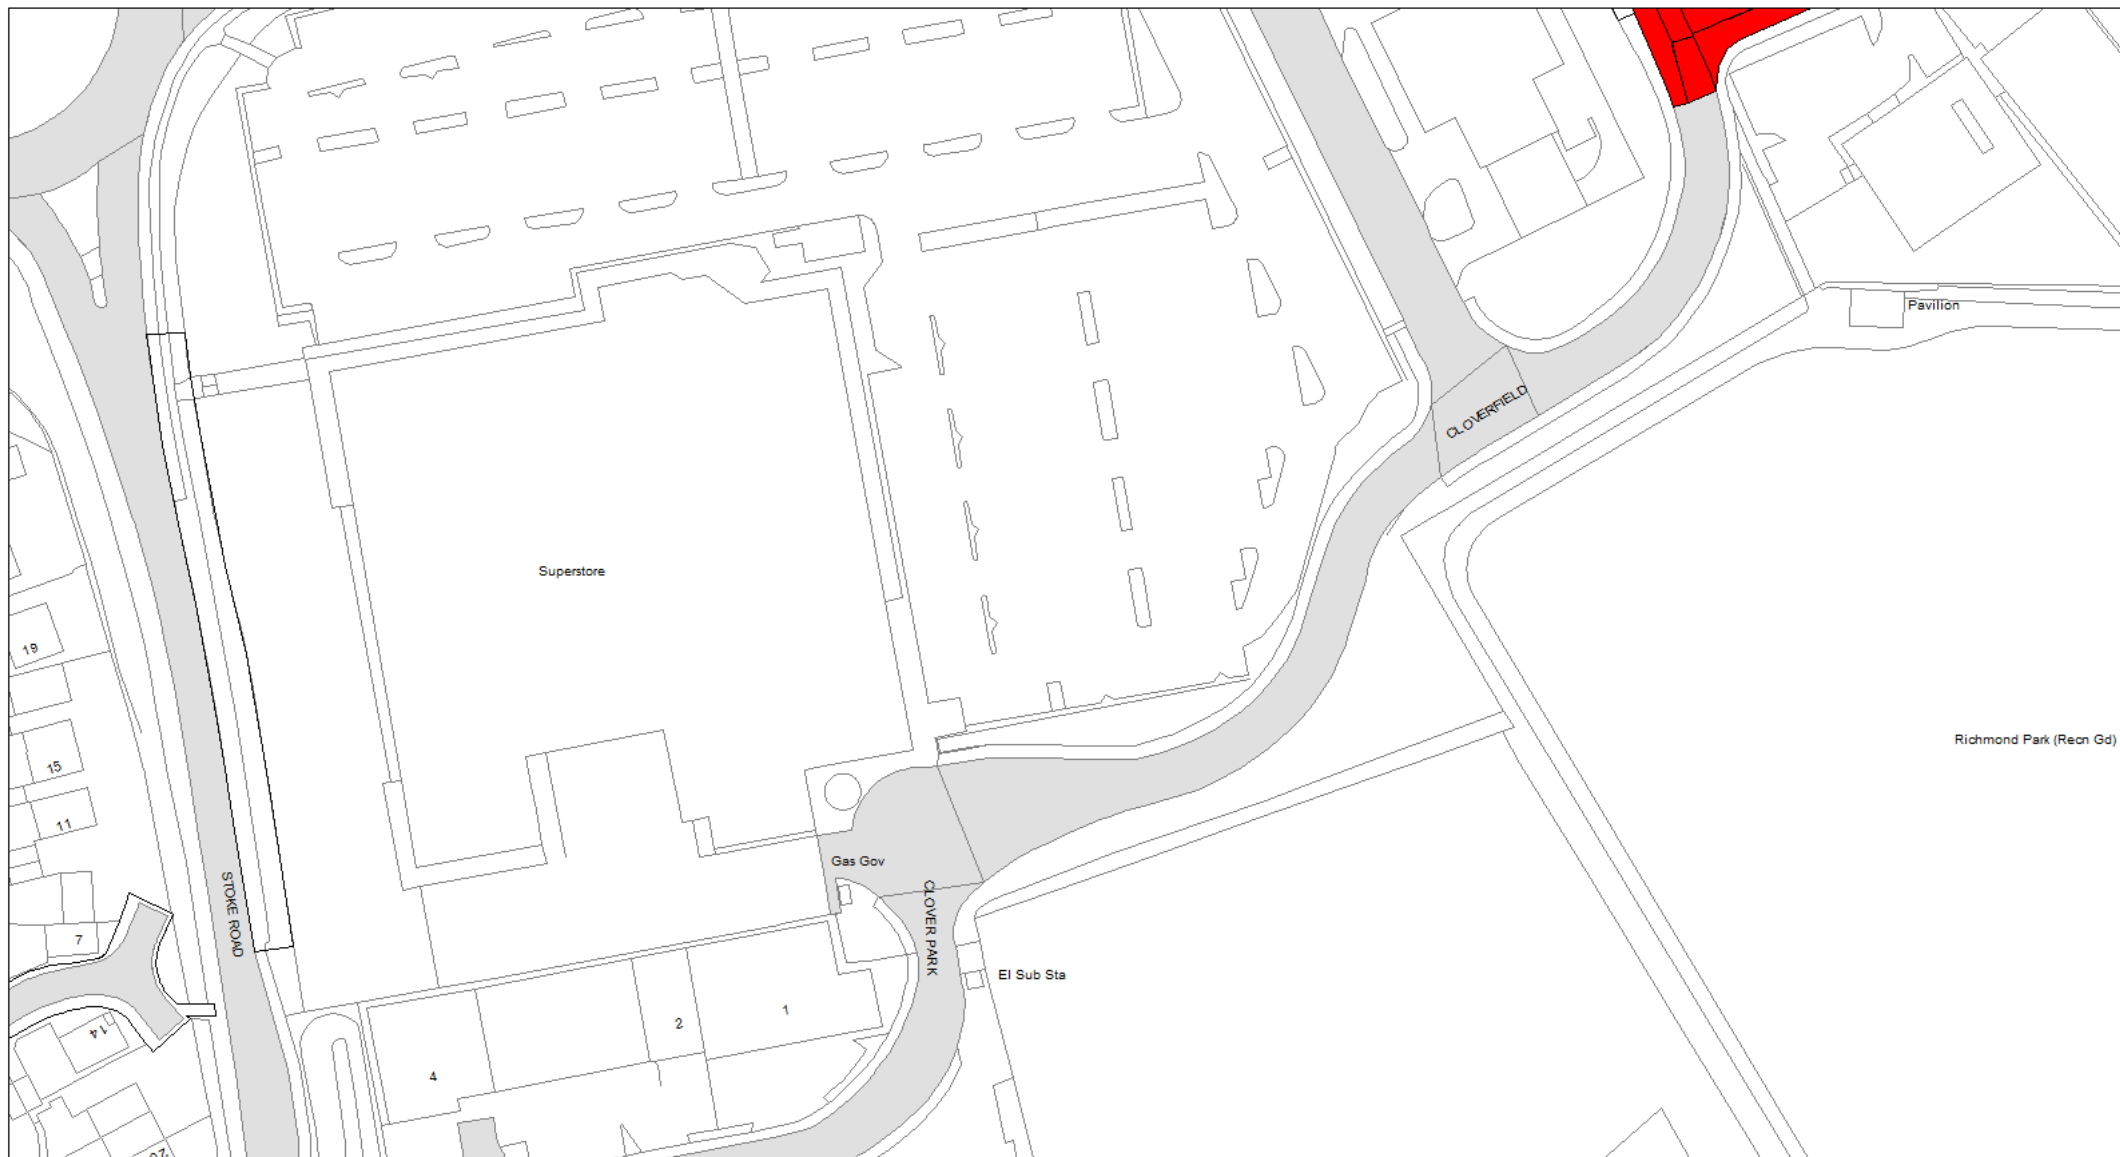 Pavilion
CLOVERFIELD
Superstore
19
Richmond Park (Recn Gd)
15
11
Gas Gov
STOKE ROAD
CLOVER PARK
7
El Sub Sta
14
2
1
4
20